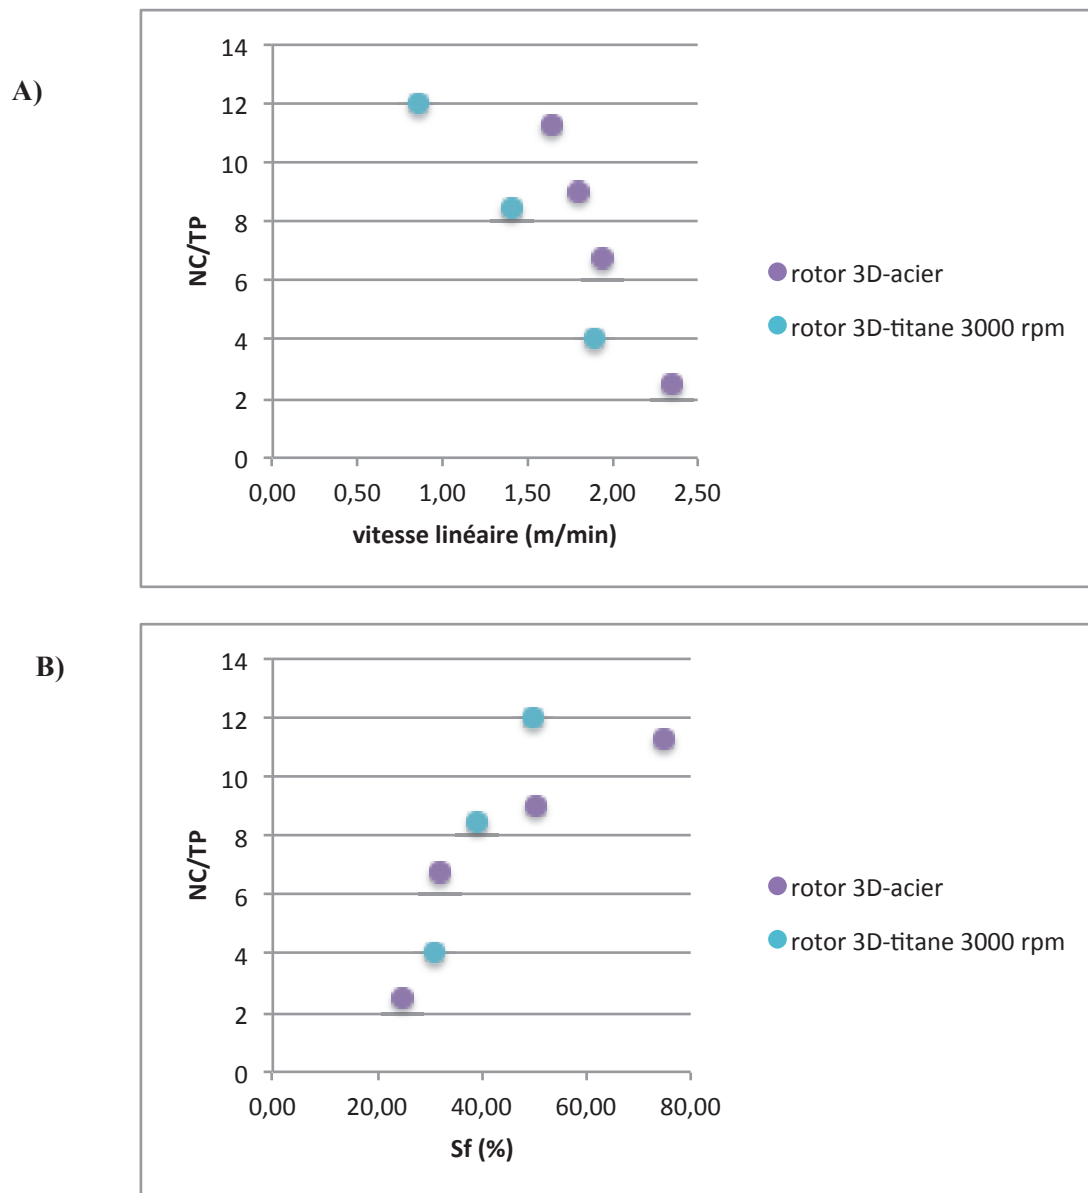 A)
14
12
10
8
6
4
2
0
NC/TP
0,00 0,50 1,00 1,50 2,00 2,50
vitesse linéaire (m/min)
rotor 3D-acier
rotor 3D-titane 3000 rpm
B)
14
12
10
8
6
4
2
0
NC/TP
0,00 20,00 40,00 60,00 80,00
Sf (%)
rotor 3D-acier
rotor 3D-titane 3000 rpm